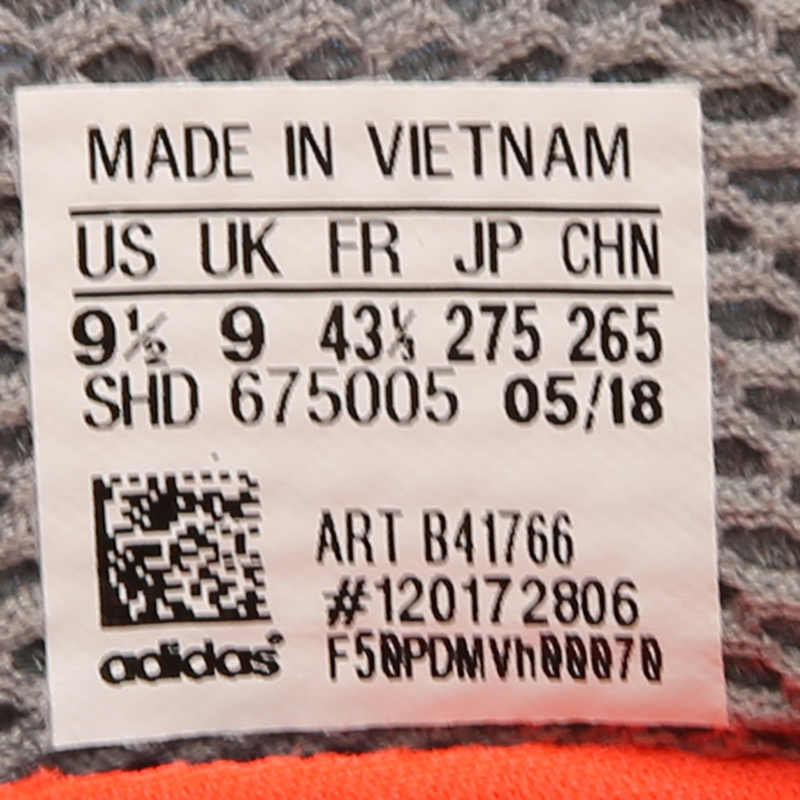 MADE IN VIETNAM
US UK FR JP CHN
9½ 9 43⅓ 275 265
SHD 675005 05/18
ART B41766
#120172806
adidas® F50PDMVh00070